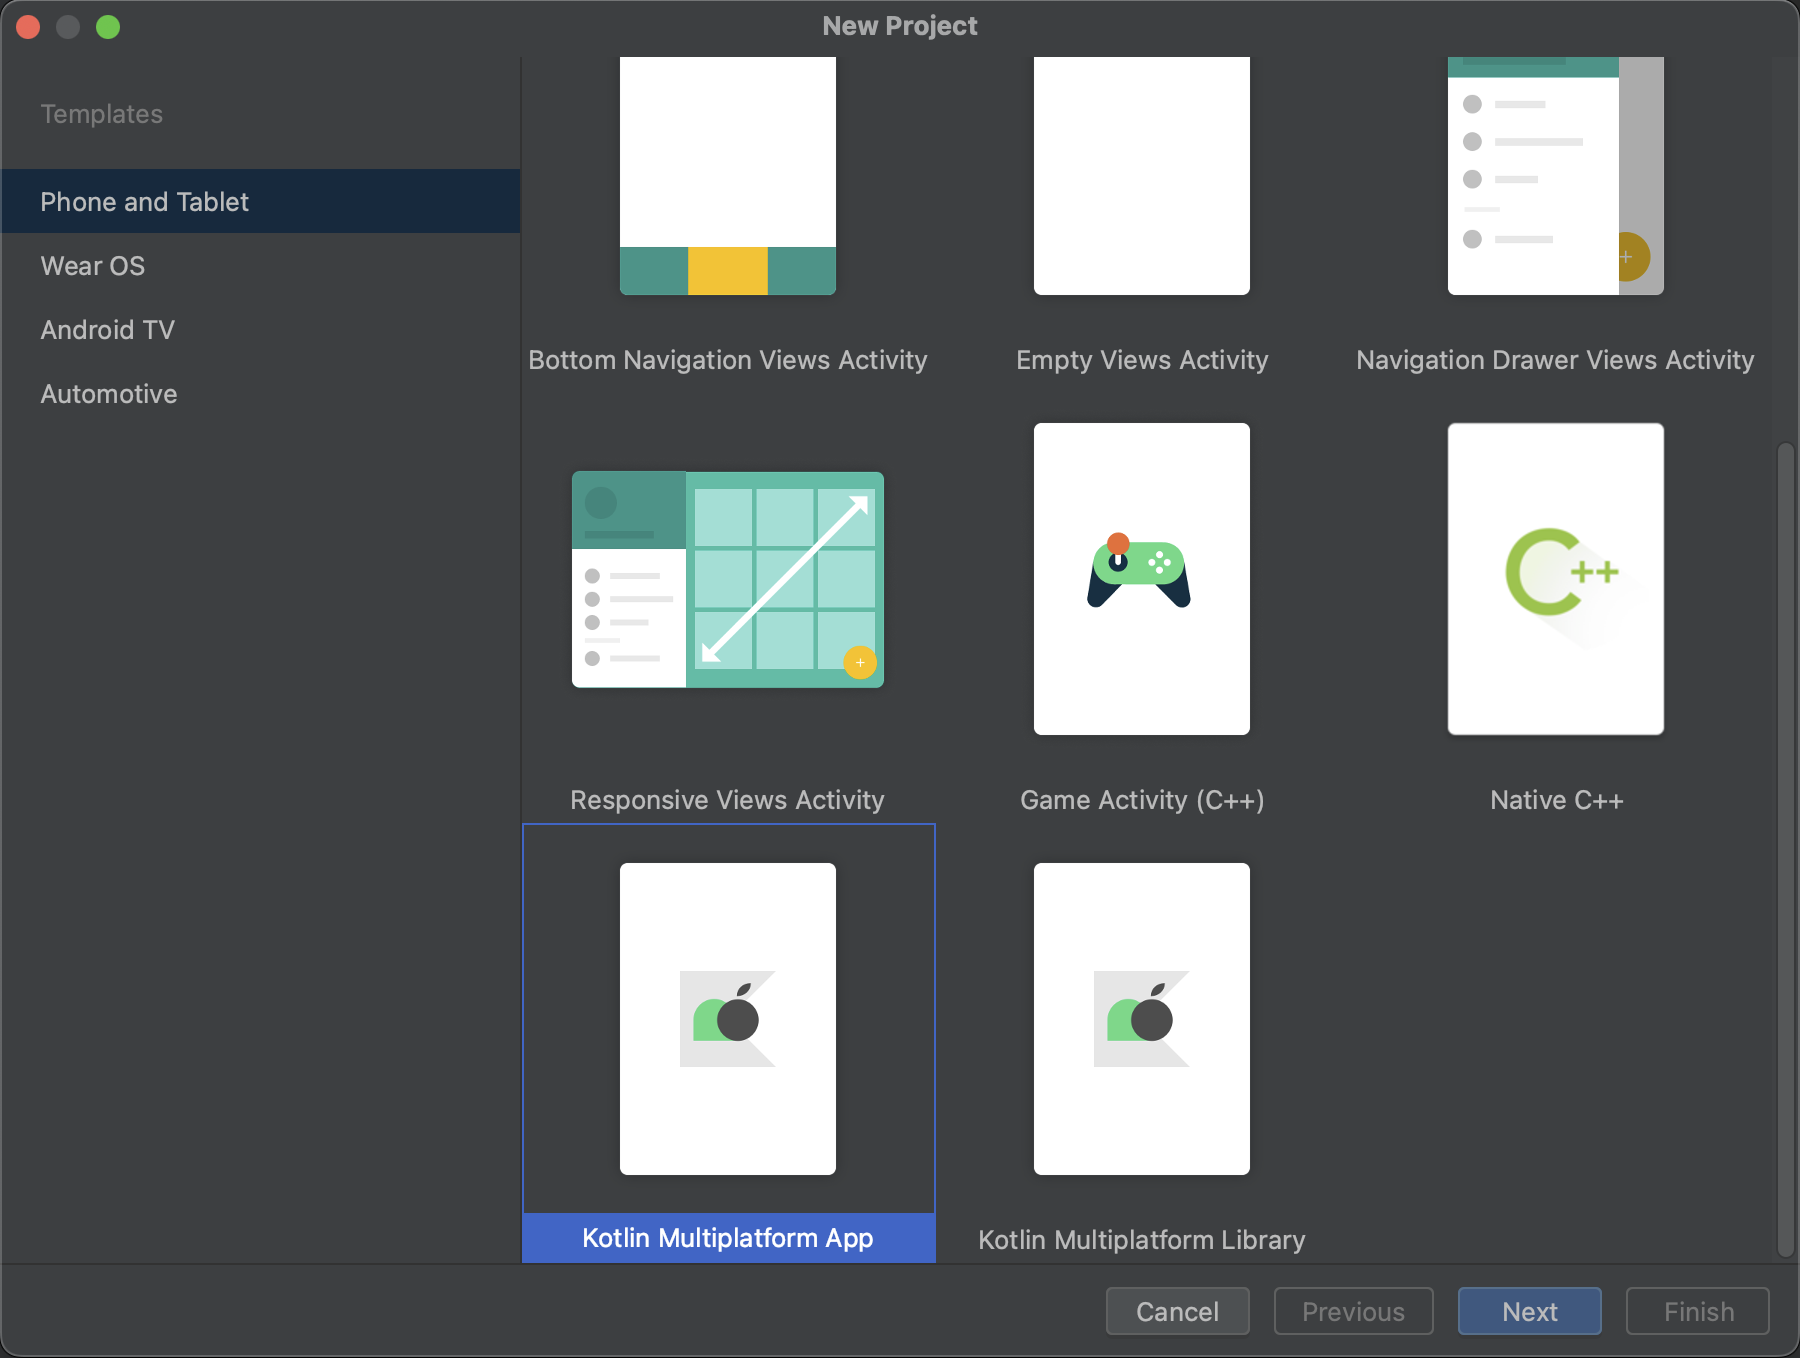 New Project
Templates
Phone and Tablet
Wear OS
Android TV
Automotive
Bottom Navigation Views Activity
Empty Views Activity
Navigation Drawer Views Activity
C++
Responsive Views Activity
Game Activity (C++)
Native C++
Kotlin Multiplatform App
Kotlin Multiplatform Library
Cancel
Previous
Next
Finish